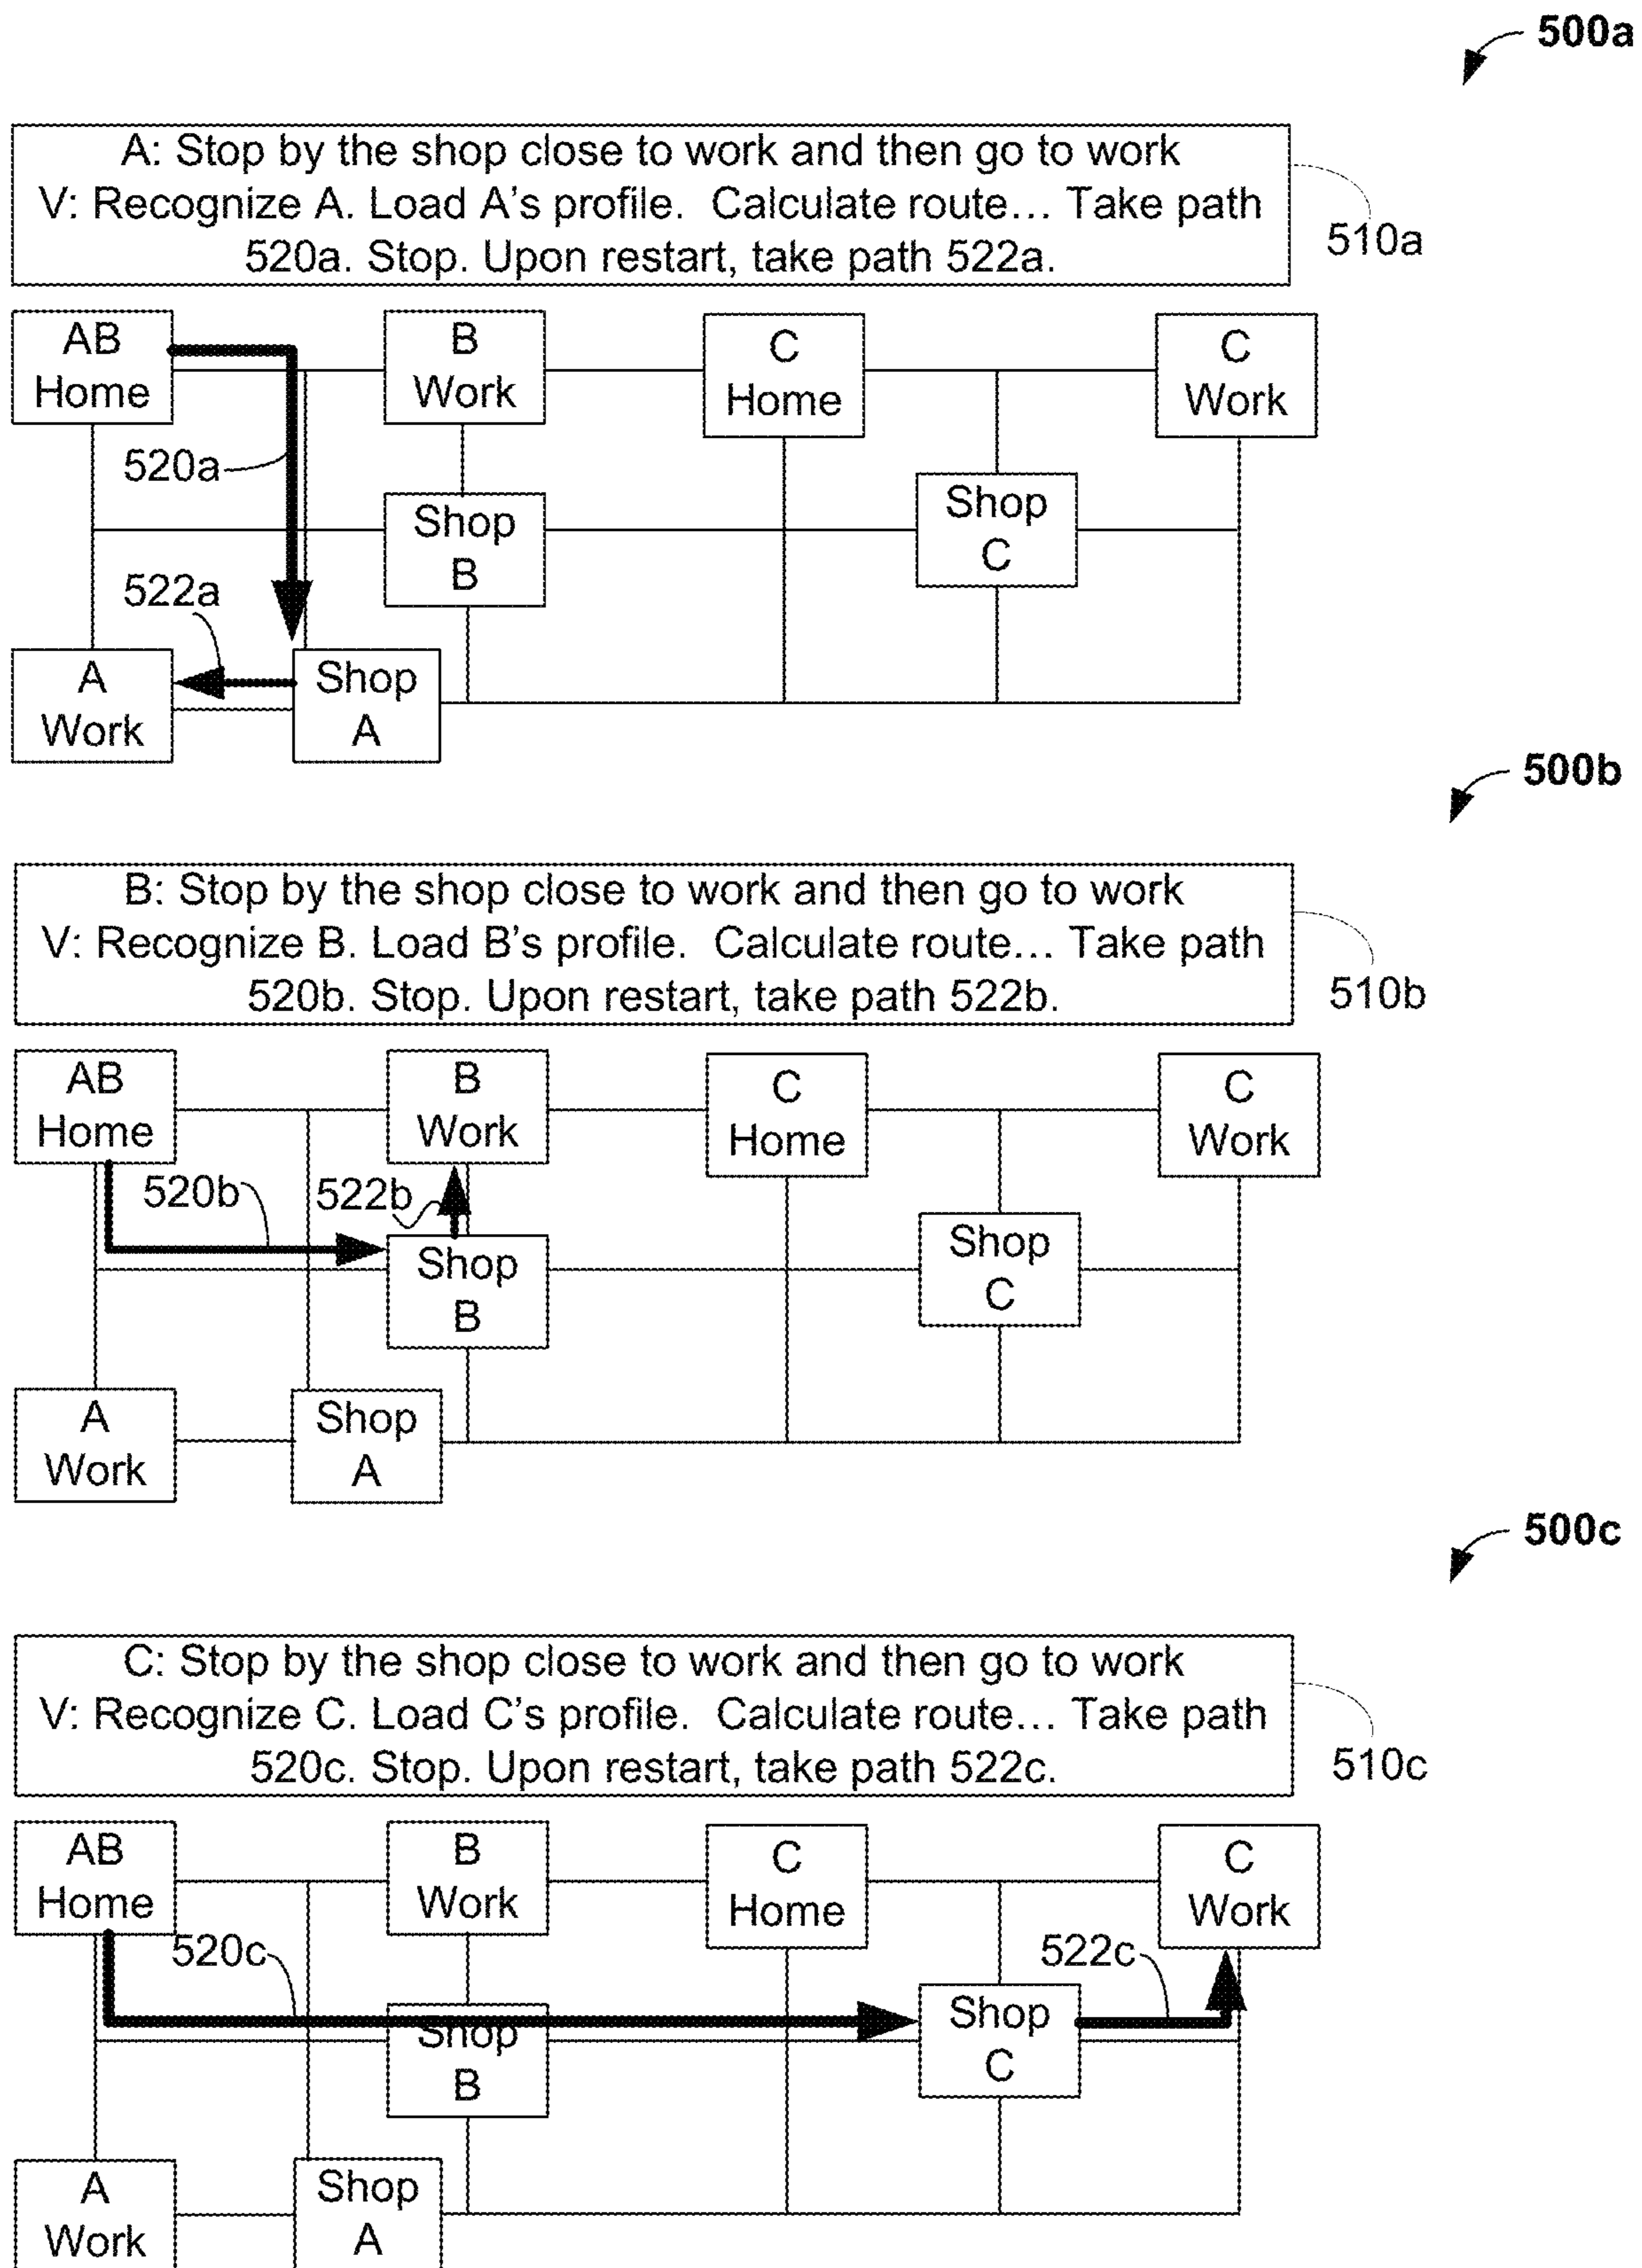 500a
A: Stop by the shop close to work and then go to work
V: Recognize A. Load A's profile.  Calculate route... Take path
520a. Stop. Upon restart, take path 522a.
510a
AB
Home
B
Work
C
Home
C
Work
520a
Shop
B
Shop
C
522a
A
Work
Shop
A
500b
B: Stop by the shop close to work and then go to work
V: Recognize B. Load B's profile.  Calculate route... Take path
520b. Stop. Upon restart, take path 522b.
510b
AB
Home
B
Work
C
Home
C
Work
520b
522b
Shop
B
Shop
C
A
Work
Shop
A
500c
C: Stop by the shop close to work and then go to work
V: Recognize C. Load C's profile.  Calculate route... Take path
520c. Stop. Upon restart, take path 522c.
510c
AB
Home
B
Work
C
Home
C
Work
520c
522c
Shop
B
Shop
C
A
Work
Shop
A